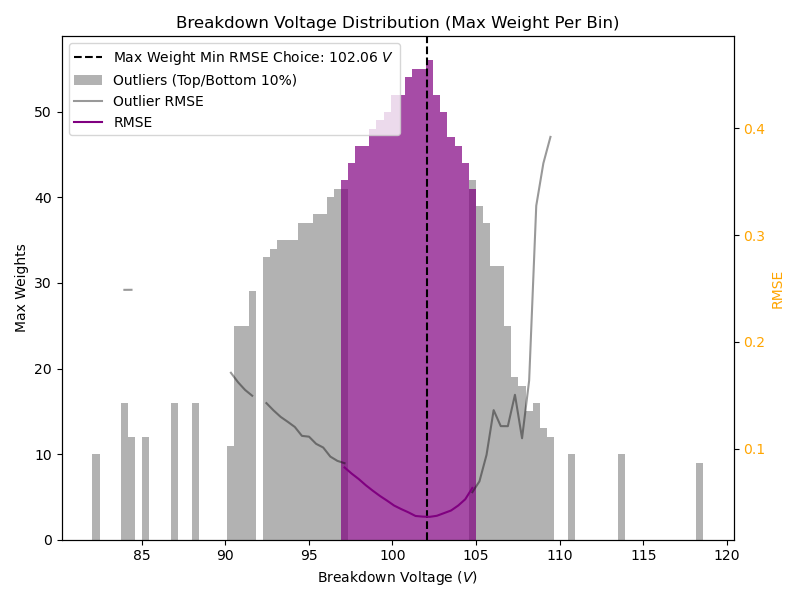 Breakdown Voltage Distribution (Max Weight Per Bin)
Max Weight Min RMSE Choice: 102.06 V
Outliers (Top/Bottom 10%)
Outlier RMSE
RMSE
Max Weights
0
10
20
30
40
50
0.1
0.2
0.3
0.4
RMSE
85
90
95
100
105
110
115
120
Breakdown Voltage (V)